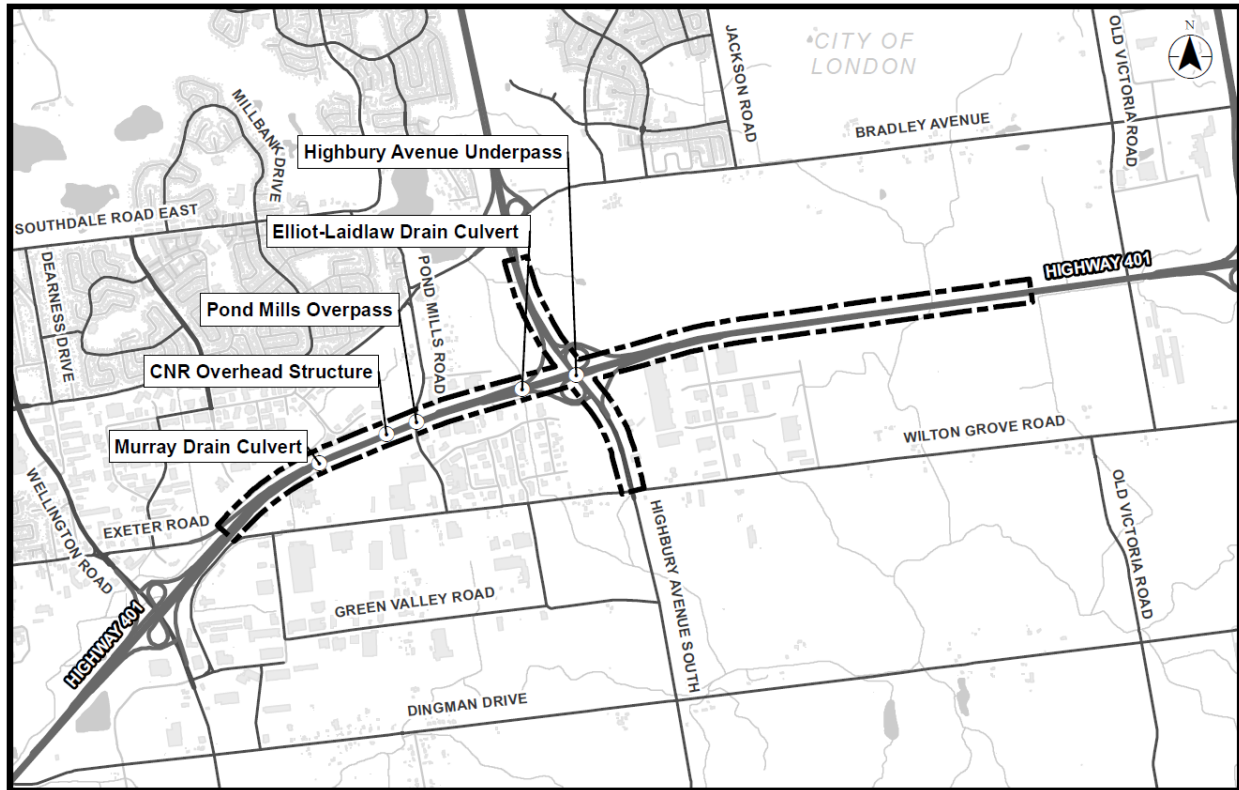 N
CITY OF
LONDON
JACKSON ROAD
OLD VICTORIA ROAD
BRADLEY AVENUE
MILLBANK DRIVE
Highbury Avenue Underpass
SOUTHDALE ROAD EAST
Elliot-Laidlaw Drain Culvert
DEARNESS DRIVE
POND MILLS ROAD
HIGHWAY 401
Pond Mills Overpass
CNR Overhead Structure
Murray Drain Culvert
WILTON GROVE ROAD
WELLINGTON ROAD
EXETER ROAD
HIGHBURY AVENUE SOUTH
OLD VICTORIA ROAD
GREEN VALLEY ROAD
HIGHWAY 401
DINGMAN DRIVE